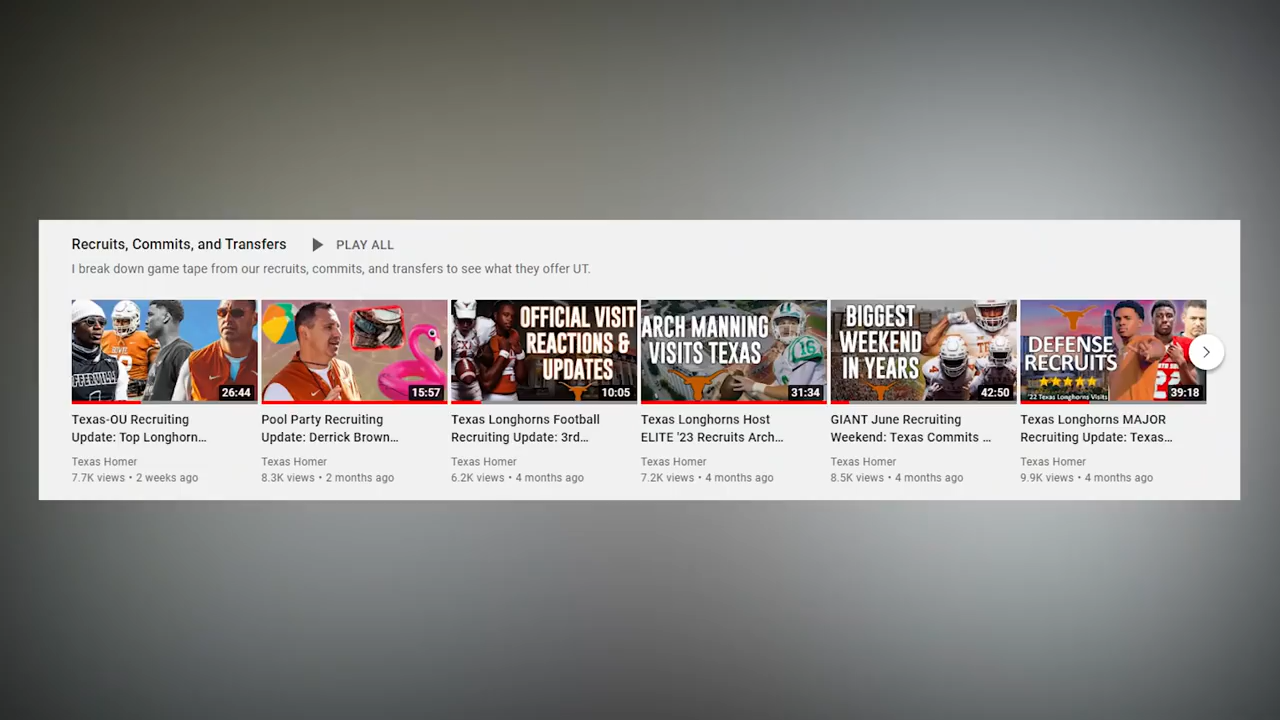 Recruits, Commits, and Transfers
PLAY ALL
I break down game tape from our recruits, commits, and transfers to see what they offer UT.
26:44
15:57
OFFICIAL VISIT
REACTIONS &
UPDATES
10:05
ARCH MANNING
VISITS TEXAS
16
31:34
BIGGEST
WEEKEND
IN YEARS
42:50
DEFENSE
RECRUITS
'22 Texas Longhorns Visits
39:18
Texas-OU Recruiting
Update: Top Longhorn...
Texas Homer
7.7K views • 2 weeks ago
Pool Party Recruiting
Update: Derrick Brown...
Texas Homer
8.3K views • 2 months ago
Texas Longhorns Football
Recruiting Update: 3rd...
Texas Homer
6.2K views • 4 months ago
Texas Longhorns Host
ELITE '23 Recruits Arch...
Texas Homer
7.2K views • 4 months ago
GIANT June Recruiting
Weekend: Texas Commits ...
Texas Homer
8.5K views • 4 months ago
Texas Longhorns MAJOR
Recruiting Update: Texas...
Texas Homer
9.9K views • 4 months ago